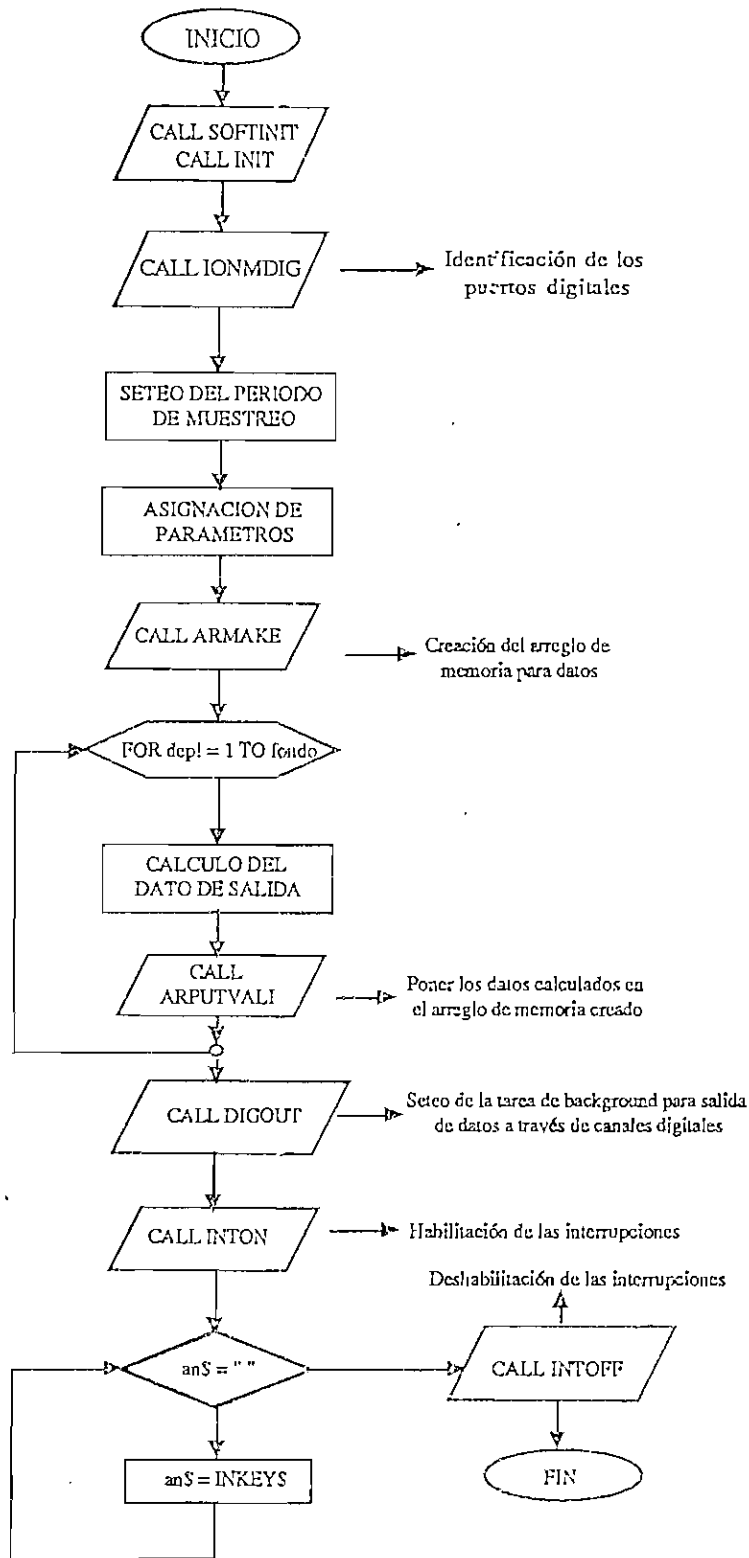 INICIO
CALL SOFTINIT
CALL INIT
CALL IONMDIG
Identificación de los
puertos digitales
SETEO DEL PERIODO
DE MUESTREO
ASIGNACION DE
PARAMETROS
CALL ARMAKE
Creación del arreglo de
memoria para datos
FOR dep! = 1 TO fondo
CALCULO DEL
DATO DE SALIDA
CALL
ARPUTVALI
Poner los datos calculados en
el arreglo de memoria creado
CALL DIGOUT
Seteo de la tarea de background para salida
de datos a través de canales digitales
CALL INTON
Habilitación de las interrupciones
Deshabilitación de las interrupciones
an$ = " "
CALL INTOFF
an$ = INKEY$
FIN